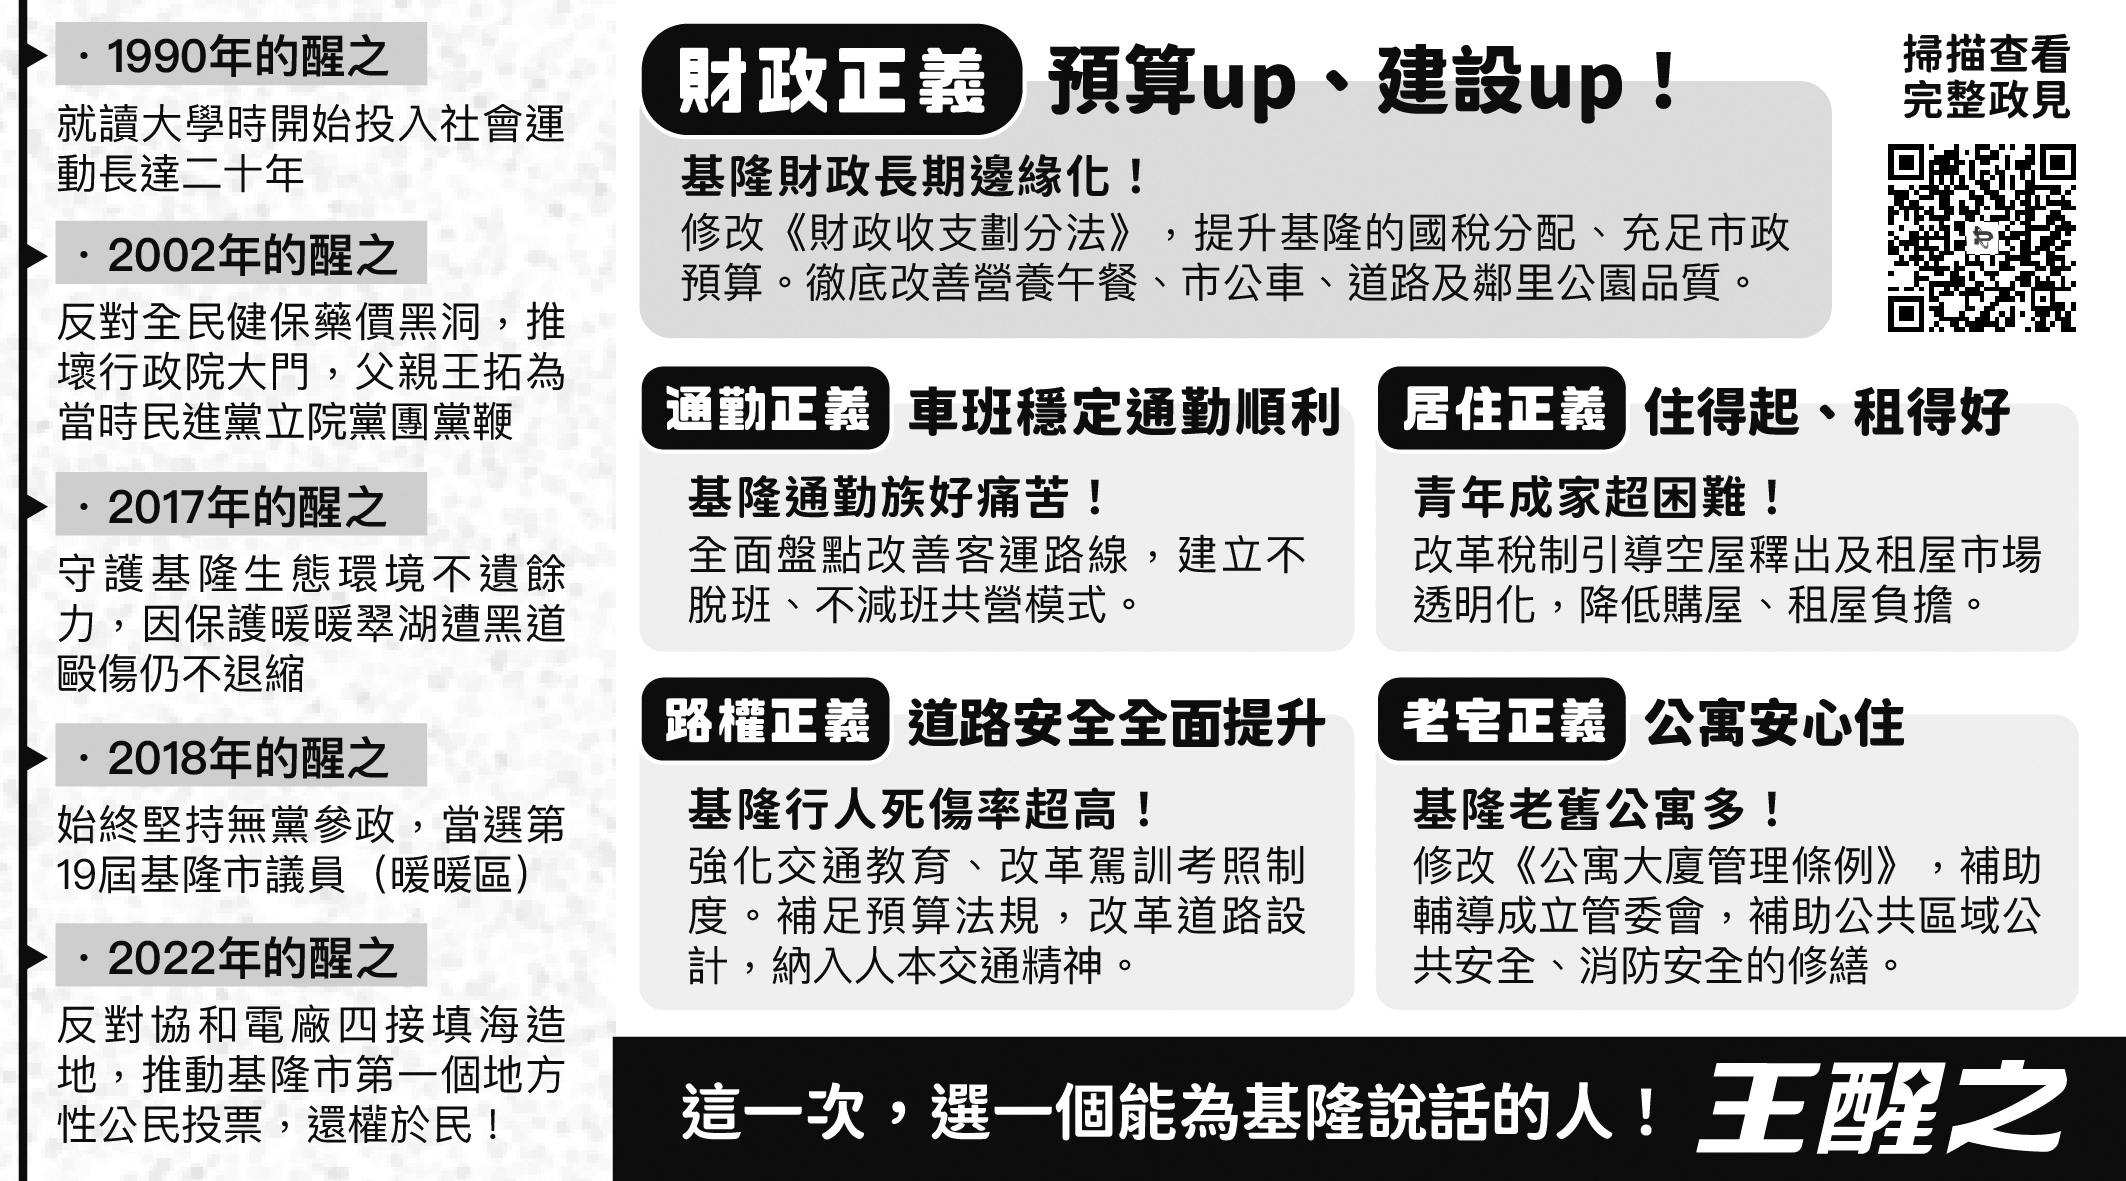 ·1990年的醒之
就讀大學時開始投入社會運
動長達二十年
·2002年的醒之
反對全民健保藥價黑洞，推
壞行政院大門，父親王拓為
當時民進黨立院黨團黨鞭
·2017年的醒之
守護基隆生態環境不遺餘
力，因保護暖暖翠湖遭黑道
毆傷仍不退縮
·2018年的醒之
始終堅持無黨參政，當選第
19屆基隆市議員（暖暖區）
·2022年的醒之
反對協和電廠四接填海造
地，推動基隆市第一個地方
性公民投票，還權於民！
財政正義 預算up、建設up！
基隆財政長期邊緣化！
修改《財政收支劃分法》，提升基隆的國稅分配、充足市政
預算。徹底改善營養午餐、市公車、道路及鄰里公園品質。
掃描查看
完整政見
通勤正義 車班穩定通勤順利
基隆通勤族好痛苦！
全面盤點改善客運路線，建立不
脫班、不減班共營模式。
居住正義 住得起、租得好
青年成家超困難！
改革稅制引導空屋釋出及租屋市場
透明化，降低購屋、租屋負擔。
路權正義 道路安全全面提升
基隆行人死傷率超高！
強化交通教育、改革駕訓考照制
度。補足預算法規，改革道路設
計，納入人本交通精神。
老宅正義 公寓安心住
基隆老舊公寓多！
修改《公寓大廈管理條例》，補助
輔導成立管委會，補助公共區域公
共安全、消防安全的修繕。
這一次，選一個能為基隆說話的人！ 王醒之